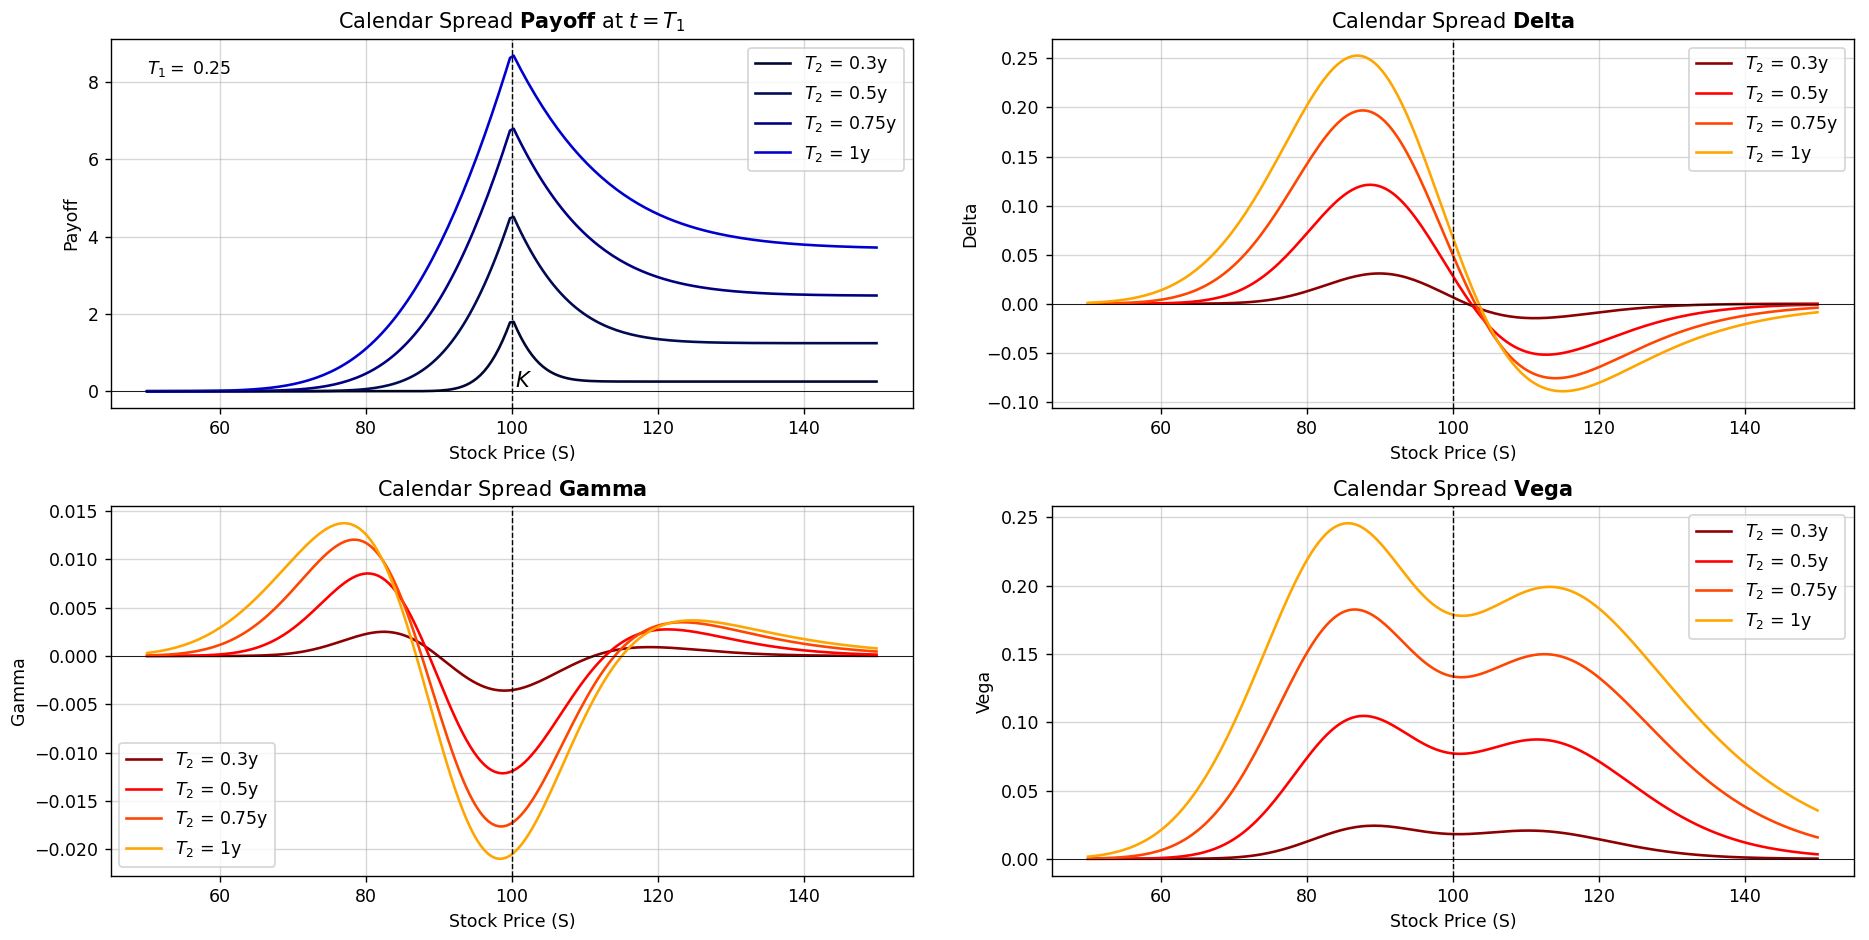 Calendar Spread Payoff at t = T₁
T₁ = 0.25
T₂ = 0.3y
T₂ = 0.5y
T₂ = 0.75y
T₂ = 1y
K
Payoff
8
6
4
2
0
60 80 100 120 140
Stock Price (S)
Calendar Spread Delta
T₂ = 0.3y
T₂ = 0.5y
T₂ = 0.75y
T₂ = 1y
Delta
0.25
0.20
0.15
0.10
0.05
0.00
−0.05
−0.10
60 80 100 120 140
Stock Price (S)
Calendar Spread Gamma
Gamma
0.015
0.010
0.005
0.000
−0.005
−0.010
−0.015
−0.020
T₂ = 0.3y
T₂ = 0.5y
T₂ = 0.75y
T₂ = 1y
60 80 100 120 140
Stock Price (S)
Calendar Spread Vega
T₂ = 0.3y
T₂ = 0.5y
T₂ = 0.75y
T₂ = 1y
Vega
0.25
0.20
0.15
0.10
0.05
0.00
60 80 100 120 140
Stock Price (S)